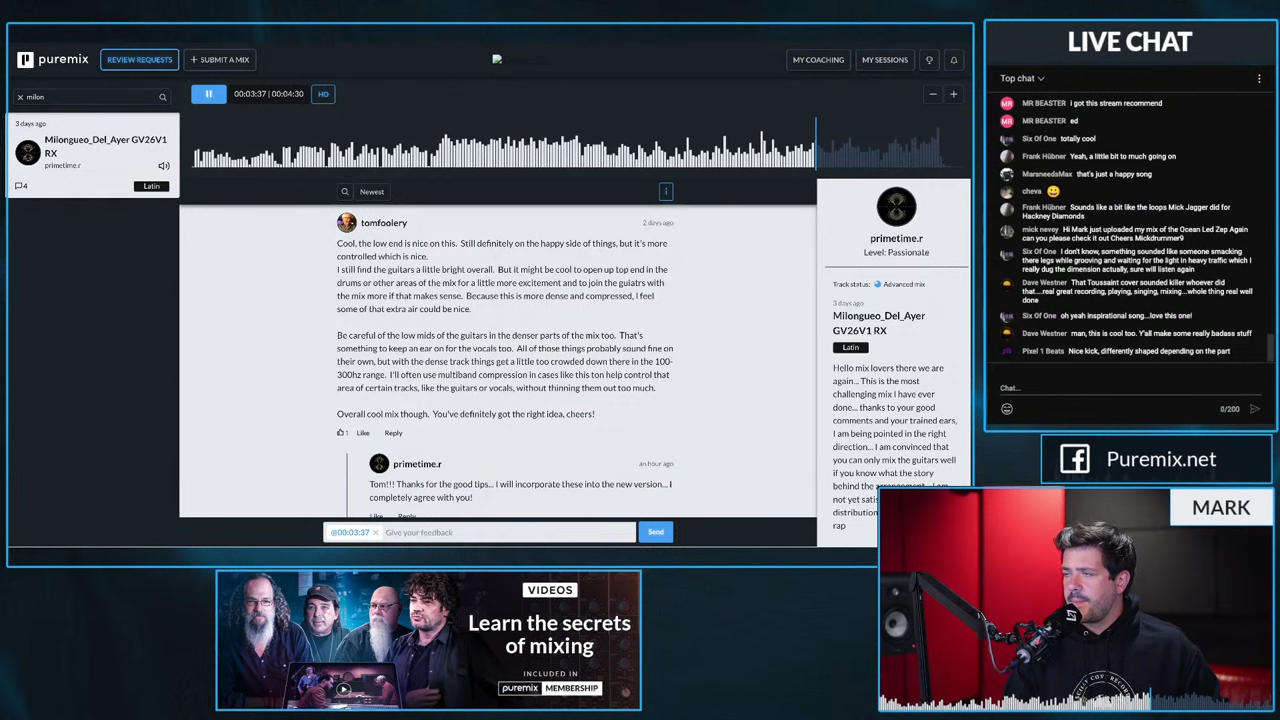 puremix
REVIEW REQUESTS
+ SUBMIT A MIX
MY COACHING
MY SESSIONS
milon
00:03:37 | 00:04:30
HD
3 days ago
Milongueo_Del_Ayer GV26V1
RX
primetime.r
4
Latin
Newest
i
tomfoolery
2 days ago
Cool, the low end is nice on this. Still definitely on the happy side of things, but it's more
controlled which is nice.
I still find the guitars a little bright overall. But it might be cool to open up top end in the
drums or other areas of the mix for a little more excitement and to join the guiatrs with
the mix more if that makes sense. Because this is more dense and compressed, I feel
some of that extra air could be nice.
Be careful of the low mids of the guitars in the denser parts of the mix too. That's
something to keep an ear on for the vocals too. All of those things probably sound fine on
their own, but with the dense track things get a little too crowded down there in the 100-
300hz range. I'll often use multiband compression in cases like this ton help control that
area of certain tracks, like the guitars or vocals, without thinning them out too much.
Overall cool mix though. You've definitely got the right idea, cheers!
1 Like Reply
primetime.r
an hour ago
Tom!!! Thanks for the good tips... I will incorporate these into the new version... I
completely agree with you!
Like Reply
@00:03:37 × Give your feedback
Send
primetime.r
Level: Passionate
Track status: Advanced mix
3 days ago
Milongueo_Del_Ayer
GV26V1 RX
Latin
Hello mix lovers there we are
again... This is the most
challenging mix I have ever
done... thanks to your good
comments and your trained ears,
I am being pointed in the right
direction... I am convinced that
you can only mix the guitars well
if you know what the story
behind the arrangement... I am
not yet satis
distribution
rap
LIVE CHAT
Top chat
MR BEASTER i got this stream recommend
MR BEASTER ed
Six Of One totally cool
Frank Hübner Yeah, a little bit to much going on
MarsneedsMax that's just a happy song
cheva 😀
Frank Hübner Sounds like a bit like the loops Mick Jagger did for
Hackney Diamonds
mick nevey Hi Mark just uploaded my mix of the Ocean Led Zep Again
can you please check it out Cheers Mickdrummer9
Six Of One I don't know, something sounded like someone smacking
there legs while grooving and waiting for the light in heavy traffic which I
really dug the dimension actually, sure will listen again
Dave Westner That Toussaint cover sounded killer whoever did
that....real great recording, playing, singing, mixing...whole thing real well
done
Six Of One oh yeah inspirational song...love this one!
Dave Westner man, this is cool too. Y'all make some really badass stuff
Pixel 1 Beats Nice kick, differently shaped depending on the part
Chat...
0/200
Puremix.net
MARK
VIDEOS
Learn the secrets
of mixing
INCLUDED IN
puremix MEMBERSHIP